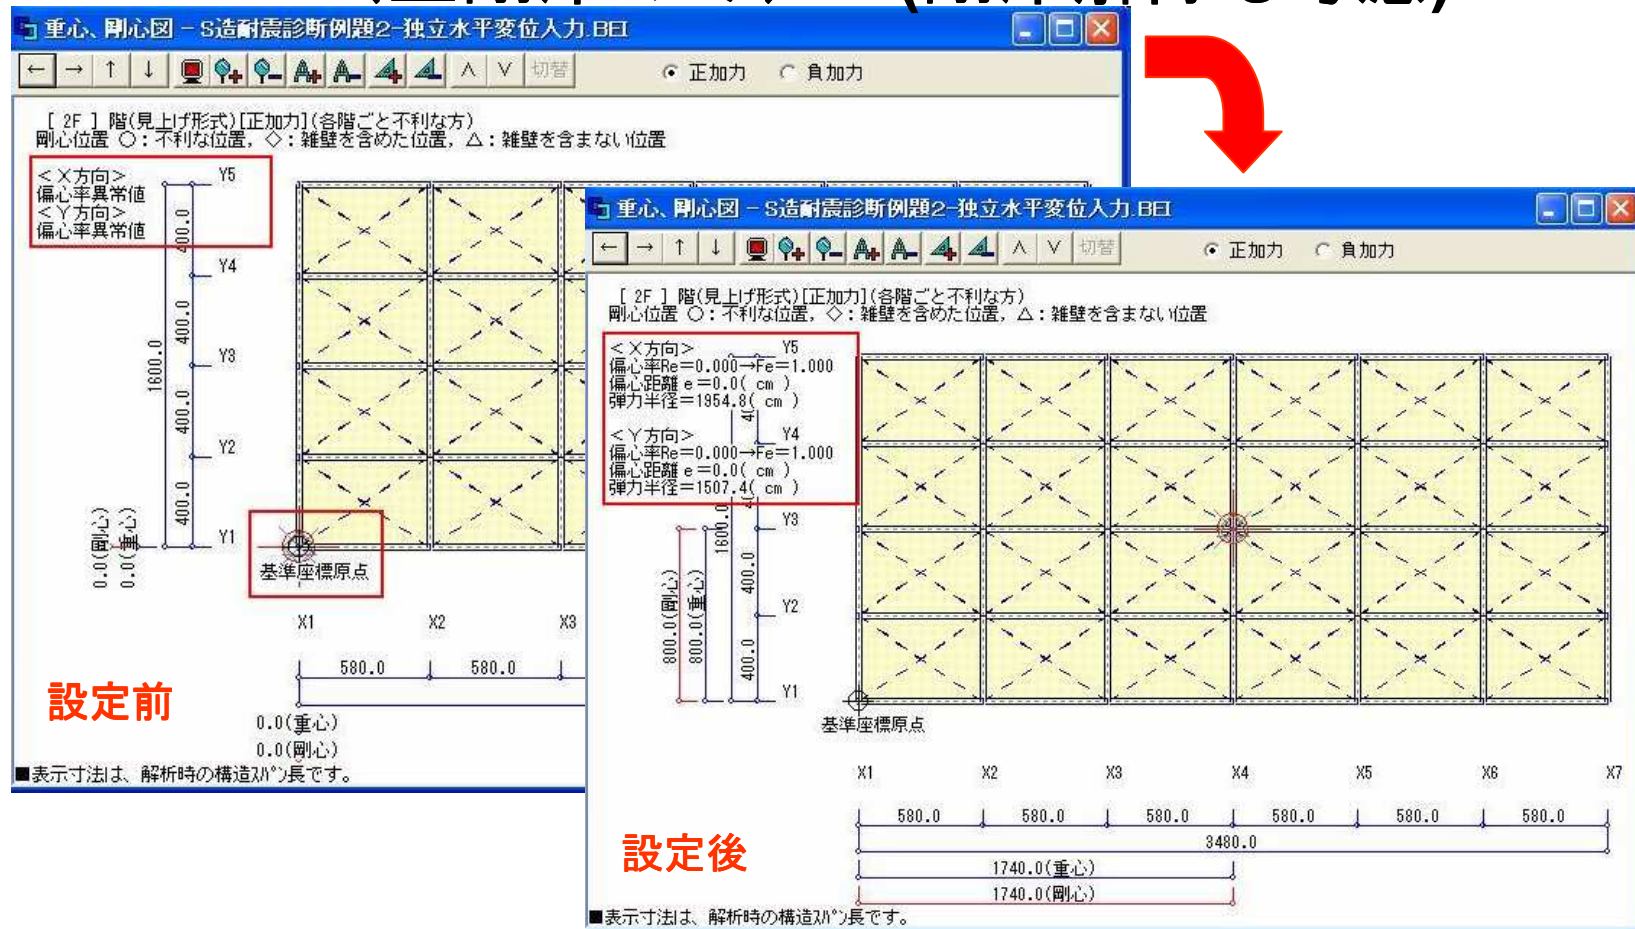 重心、剛心図 - S造耐震診断例題2-独立水平変位入力.BEI
← → ↑ ↓ ∧ ∨ 切替 正加力 負加力
[ 2F ] 階(見上げ形式)[正加力](各階ごと不利な方)
剛心位置 ○:不利な位置, ◇:雑壁を含めた位置, △:雑壁を含まない位置
<X方向>
偏心率異常値
<Y方向>
偏心率異常値
Y5
400.0
Y4
400.0
Y3
1600.0
400.0
Y2
400.0
Y1
0.0(剛心)
0.0(重心)
基準座標原点
X1 X2 X3
580.0 580.0
設定前
0.0(重心)
0.0(剛心)
■表示寸法は、解析時の構造ｽﾊﾟﾝ長です。
重心、剛心図 - S造耐震診断例題2-独立水平変位入力.BEI
← → ↑ ↓ ∧ ∨ 切替 正加力 負加力
[ 2F ] 階(見上げ形式)[正加力](各階ごと不利な方)
剛心位置 ○:不利な位置, ◇:雑壁を含めた位置, △:雑壁を含まない位置
<X方向>
偏心率Re=0.000→Fe=1.000
偏心距離 e=0.0( cm )
弾力半径=1954.8( cm )
<Y方向>
偏心率Re=0.000→Fe=1.000
偏心距離 e=0.0( cm )
弾力半径=1507.4( cm )
Y5
Y4
Y3
1600.0
400.0
Y2
400.0
Y1
800.0(剛心)
800.0(重心)
基準座標原点
X1 X2 X3 X4 X5 X6 X7
580.0 580.0 580.0 580.0 580.0 580.0
3480.0
設定後
1740.0(重心)
1740.0(剛心)
■表示寸法は、解析時の構造ｽﾊﾟﾝ長です。